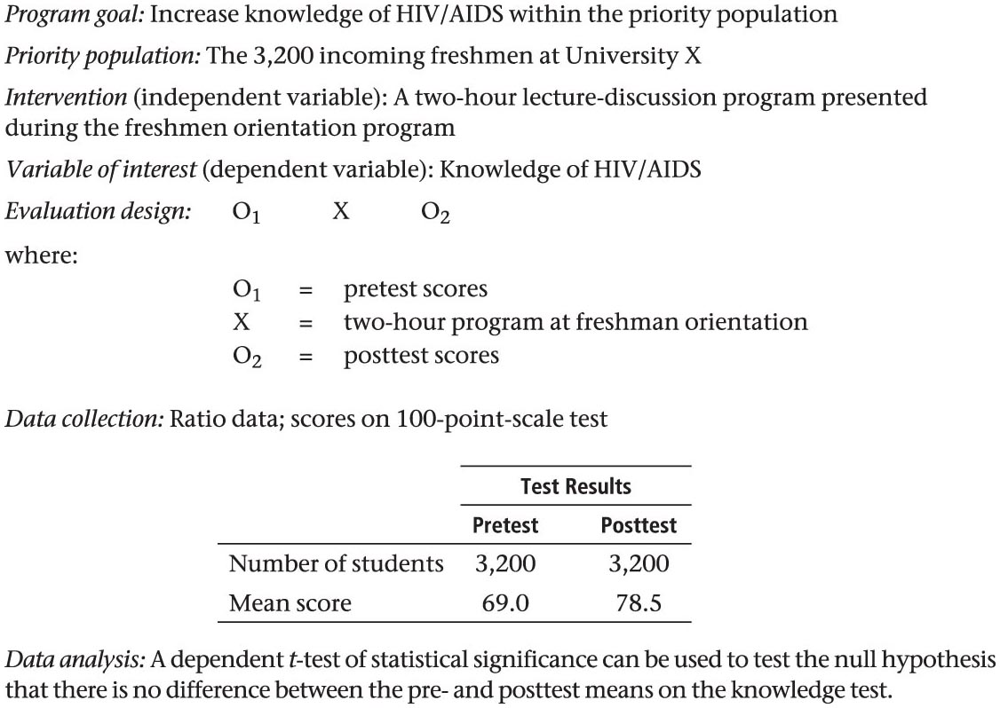 Program goal: Increase knowledge of HIV/AIDS within the priority population
Priority population: The 3,200 incoming freshmen at University X
Intervention (independent variable): A two-hour lecture-discussion program presented
during the freshmen orientation program
Variable of interest (dependent variable): Knowledge of HIV/AIDS
Evaluation design: O₁ X O₂
where:
O₁ = pretest scores
X = two-hour program at freshman orientation
O₂ = posttest scores
Data collection: Ratio data; scores on 100-point-scale test
Test Results
Pretest Posttest
Number of students 3,200 3,200
Mean score 69.0 78.5
Data analysis: A dependent t-test of statistical significance can be used to test the null hypothesis
that there is no difference between the pre- and posttest means on the knowledge test.